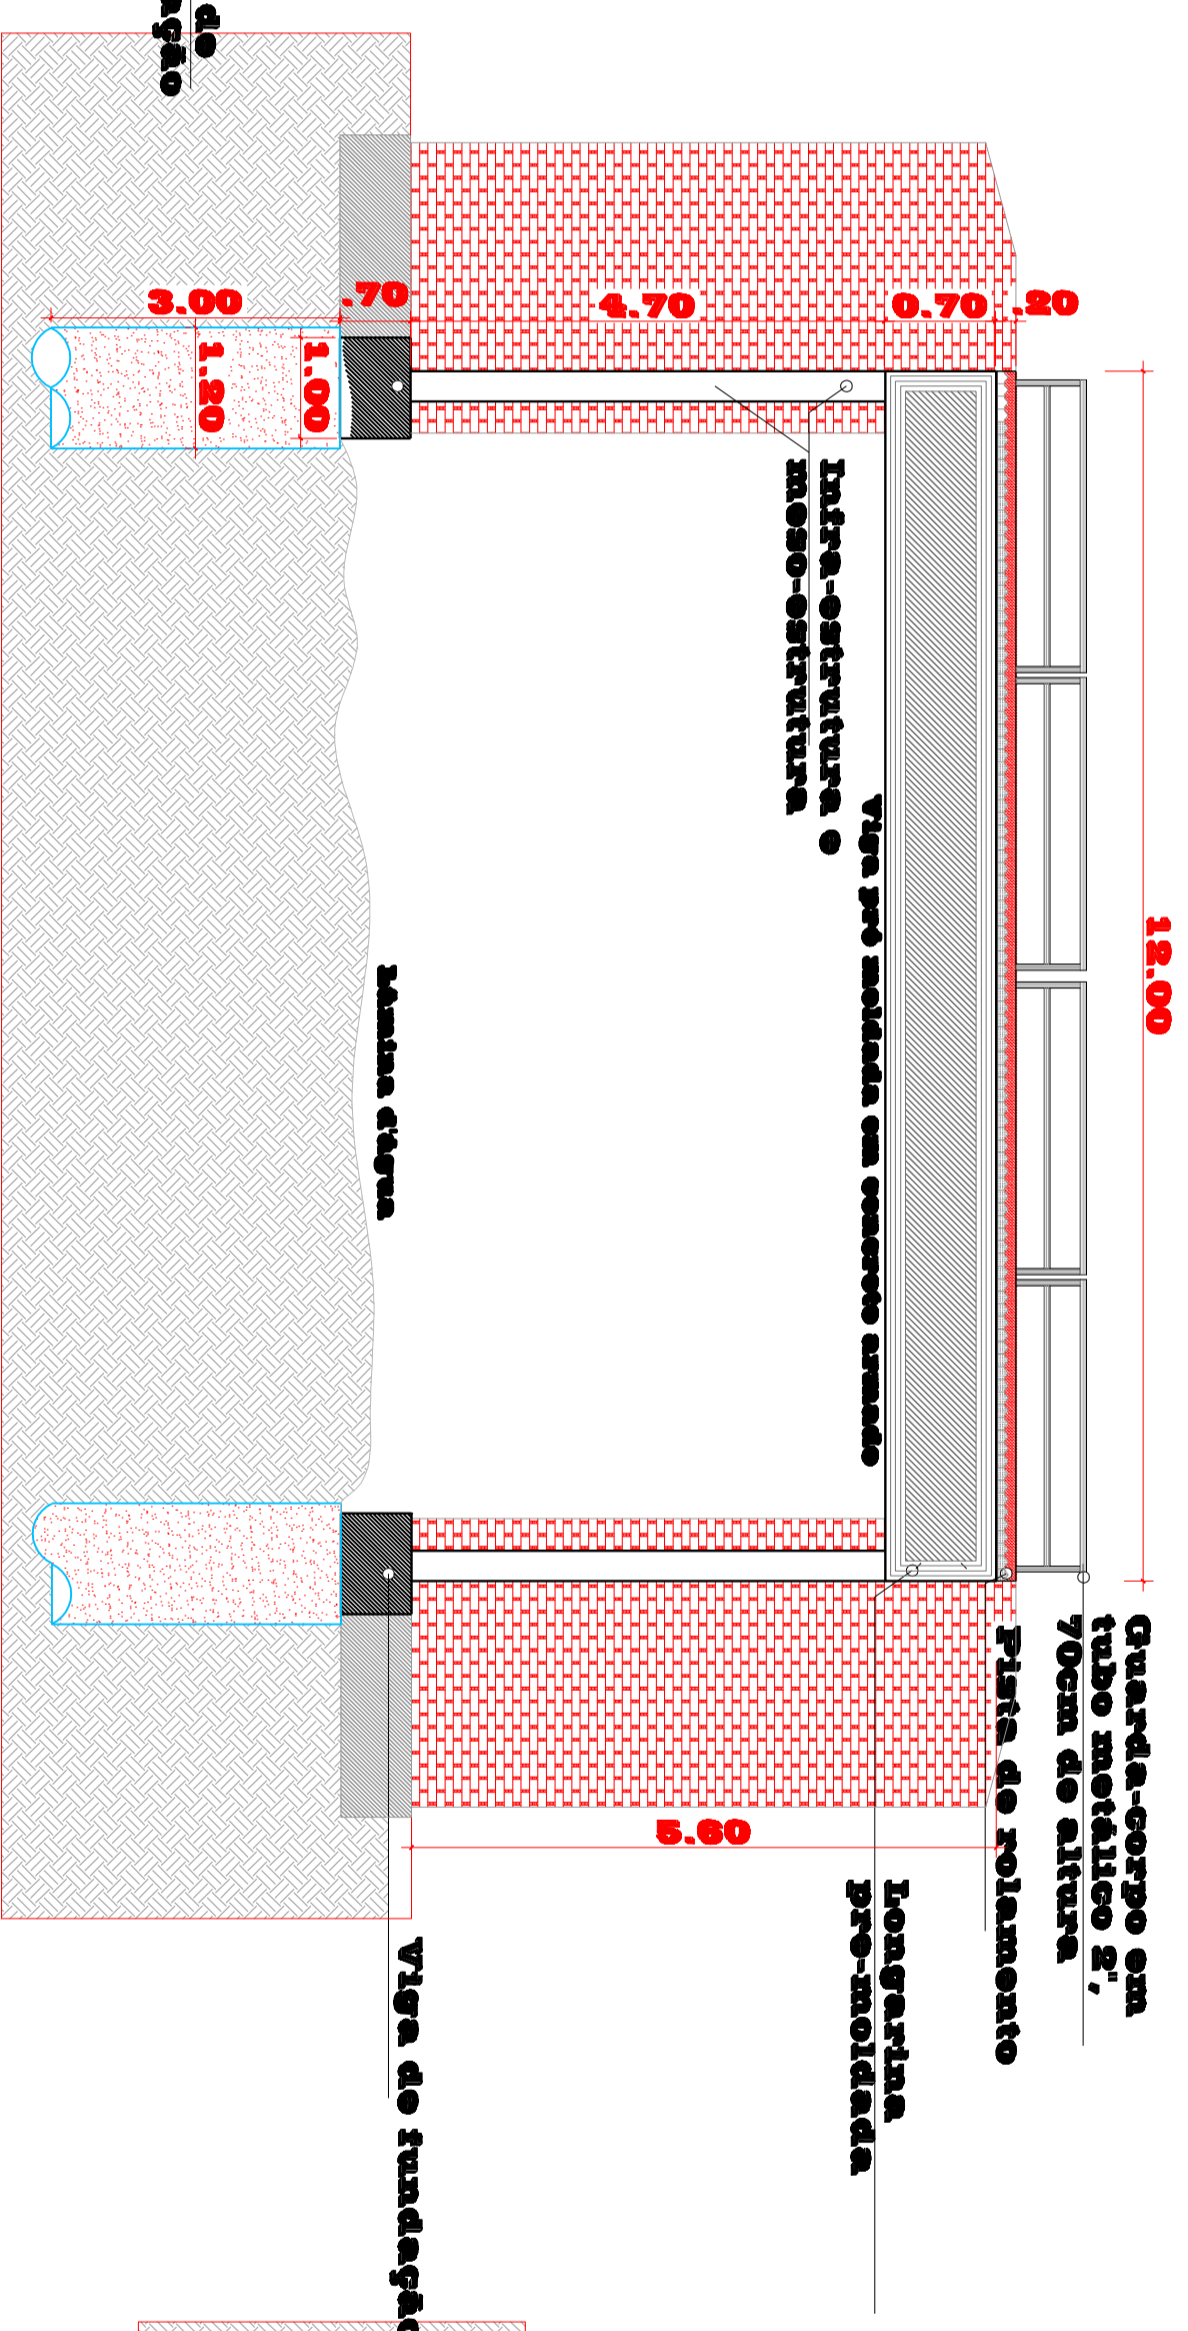 12.00
Guarda-corpo em
tubo metálico 2",
70cm de altura
Pista de rolamento
.20
0.70
4.70
.70
3.00
Longarina
pre-moldada
Viga pré moldada em concreto armado
Infra-estrutura e
meso-estrutura
5.60
Viga de fundação
Lâmina d'água
1.00
1.20
de
ação